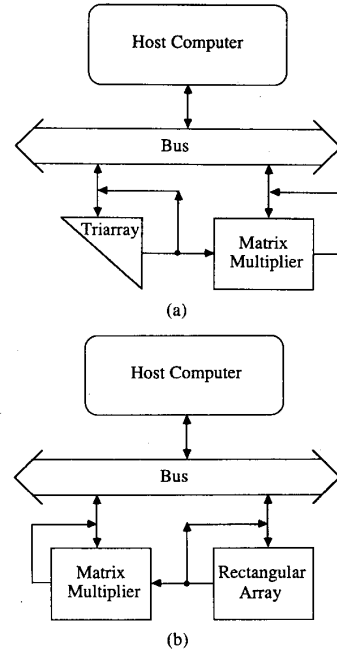 Host Computer
Bus
Triarray
Matrix
Multiplier
(a)
Host Computer
Bus
Matrix
Multiplier
Rectangular
Array
(b)